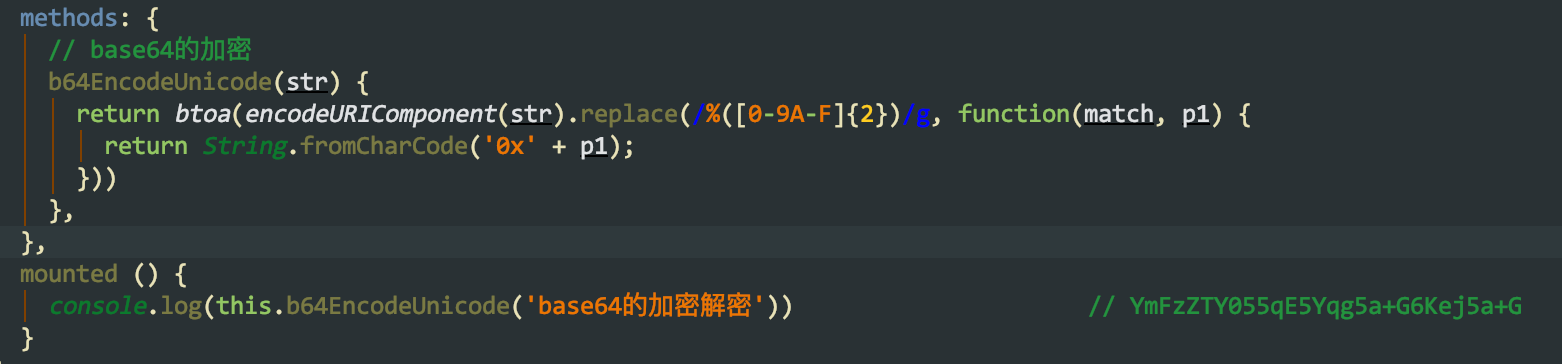 methods: {
// base64的加密
b64EncodeUnicode(str) {
return btoa(encodeURIComponent(str).replace(/%([0-9A-F]{2})/g, function(match, p1) {
return String.fromCharCode('0x' + p1);
}))
},
},
mounted () {
console.log(this.b64EncodeUnicode('base64的加密解密')) // YmFzZTY055qE5Yqg5a+G6Kej5a+G
}